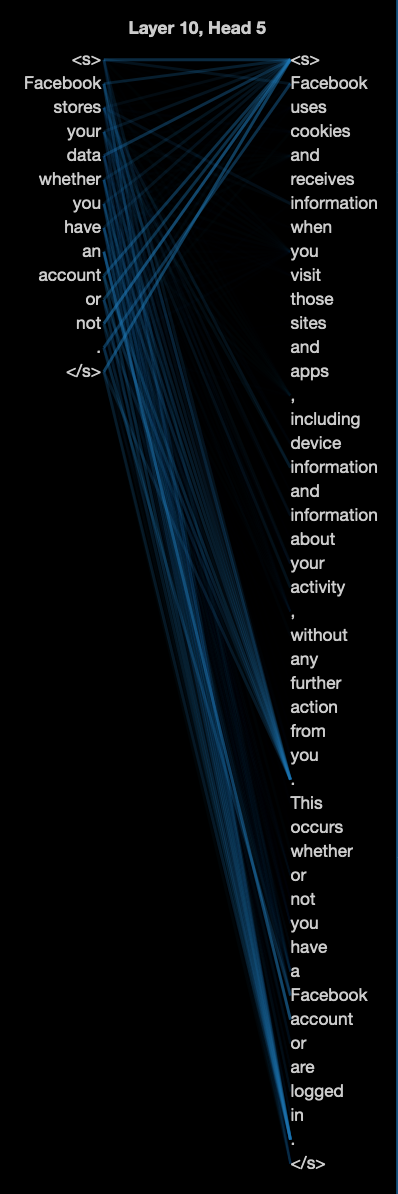 Layer 10, Head 5
<s>
Facebook
stores
your
data
whether
you
have
an
account
or
not
.
</s>
<s>
Facebook
uses
cookies
and
receives
information
when
you
visit
those
sites
and
apps
,
including
device
information
and
information
about
your
activity
,
without
any
further
action
from
you
.
This
occurs
whether
or
not
you
have
a
Facebook
account
or
are
logged
in
.
</s>